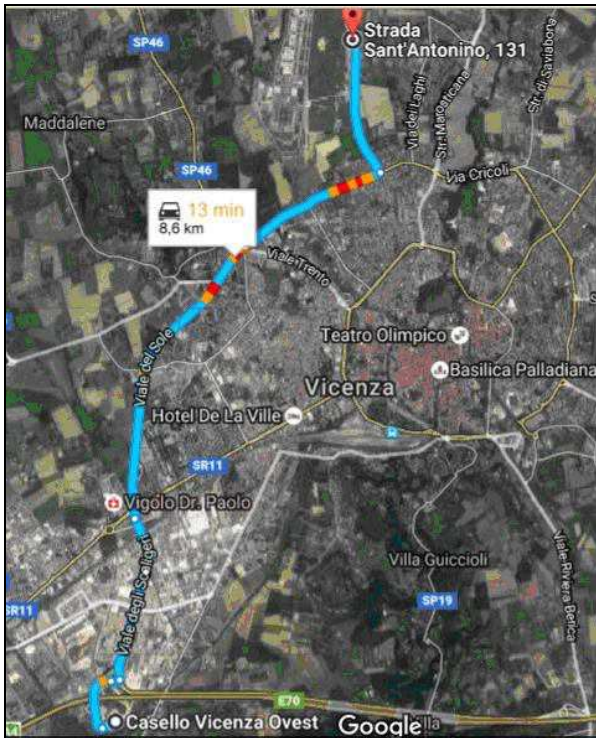 Strada
Sant'Antonino, 131
SP46
Maddalene
Via dei Laghi
Str. Marosticana
Str. di Saviabona
SP46
Via Cricoli
13 min
8,6 km
Viale Trento
Teatro Olimpico
Viale del Sole
Basilica Palladiana
Vicenza
Hotel De La Ville
SR11
Vigolo Dr. Paolo
Viale degli Scaligeri
Villa Guiccioli
Viale Riviera Berica
SP19
SR11
E70
Casello Vicenza Ovest
Google
Villa